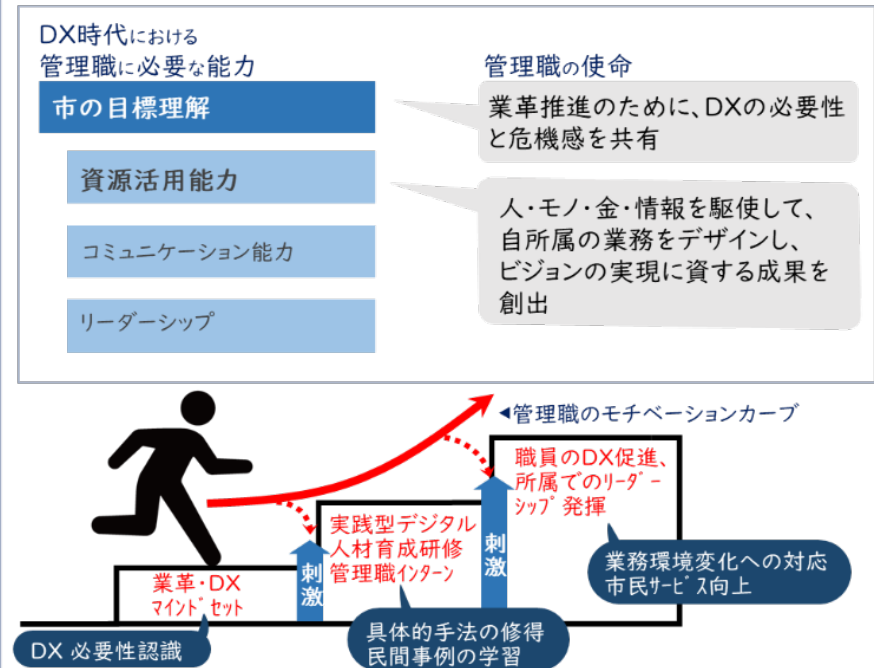 DX時代における
管理職に必要な能力
市の目標理解
資源活用能力
コミュニケーション能力
リーダーシップ
管理職の使命
業革推進のために、DXの必要性
と危機感を共有
人・モノ・金・情報を駆使して、
自所属の業務をデザインし、
ビジョンの実現に資する成果を
創出
◀管理職のモチベーションカーブ
業革・DX
マインドセット
DX 必要性認識
刺激
実践型デジタル
人材育成研修
管理職インターン
具体的手法の修得
民間事例の学習
刺激
職員のDX促進、
所属でのリーダー
シップ発揮
業務環境変化への対応
市民サービス向上